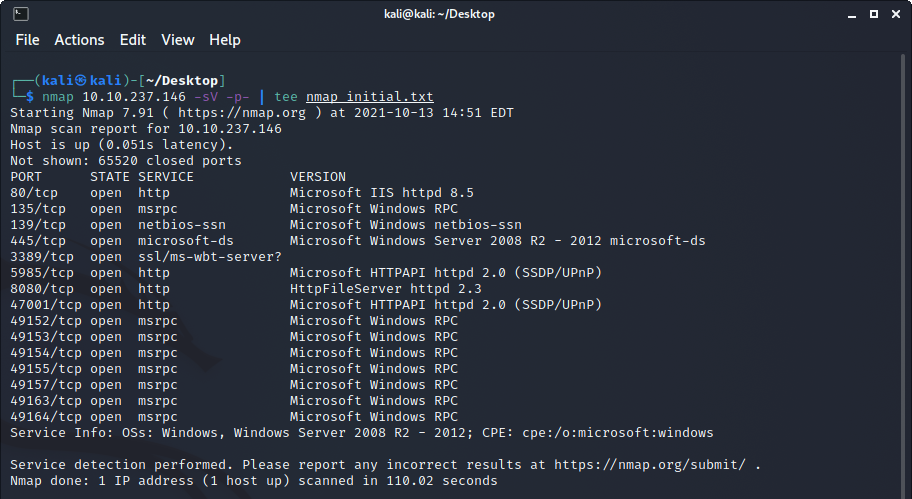 kali@kali: ~/Desktop
File Actions Edit View Help
┌──(kali㉿kali)-[~/Desktop]
└─$ nmap 10.10.237.146 -sV -p- | tee nmap_initial.txt
Starting Nmap 7.91 ( https://nmap.org ) at 2021-10-13 14:51 EDT
Nmap scan report for 10.10.237.146
Host is up (0.051s latency).
Not shown: 65520 closed ports
PORT      STATE SERVICE            VERSION
80/tcp    open  http               Microsoft IIS httpd 8.5
135/tcp   open  msrpc              Microsoft Windows RPC
139/tcp   open  netbios-ssn        Microsoft Windows netbios-ssn
445/tcp   open  microsoft-ds       Microsoft Windows Server 2008 R2 - 2012 microsoft-ds
3389/tcp  open  ssl/ms-wbt-server?
5985/tcp  open  http               Microsoft HTTPAPI httpd 2.0 (SSDP/UPnP)
8080/tcp  open  http               HttpFileServer httpd 2.3
47001/tcp open  http               Microsoft HTTPAPI httpd 2.0 (SSDP/UPnP)
49152/tcp open  msrpc              Microsoft Windows RPC
49153/tcp open  msrpc              Microsoft Windows RPC
49154/tcp open  msrpc              Microsoft Windows RPC
49155/tcp open  msrpc              Microsoft Windows RPC
49157/tcp open  msrpc              Microsoft Windows RPC
49163/tcp open  msrpc              Microsoft Windows RPC
49164/tcp open  msrpc              Microsoft Windows RPC
Service Info: OSs: Windows, Windows Server 2008 R2 - 2012; CPE: cpe:/o:microsoft:windows
Service detection performed. Please report any incorrect results at https://nmap.org/submit/ .
Nmap done: 1 IP address (1 host up) scanned in 110.02 seconds